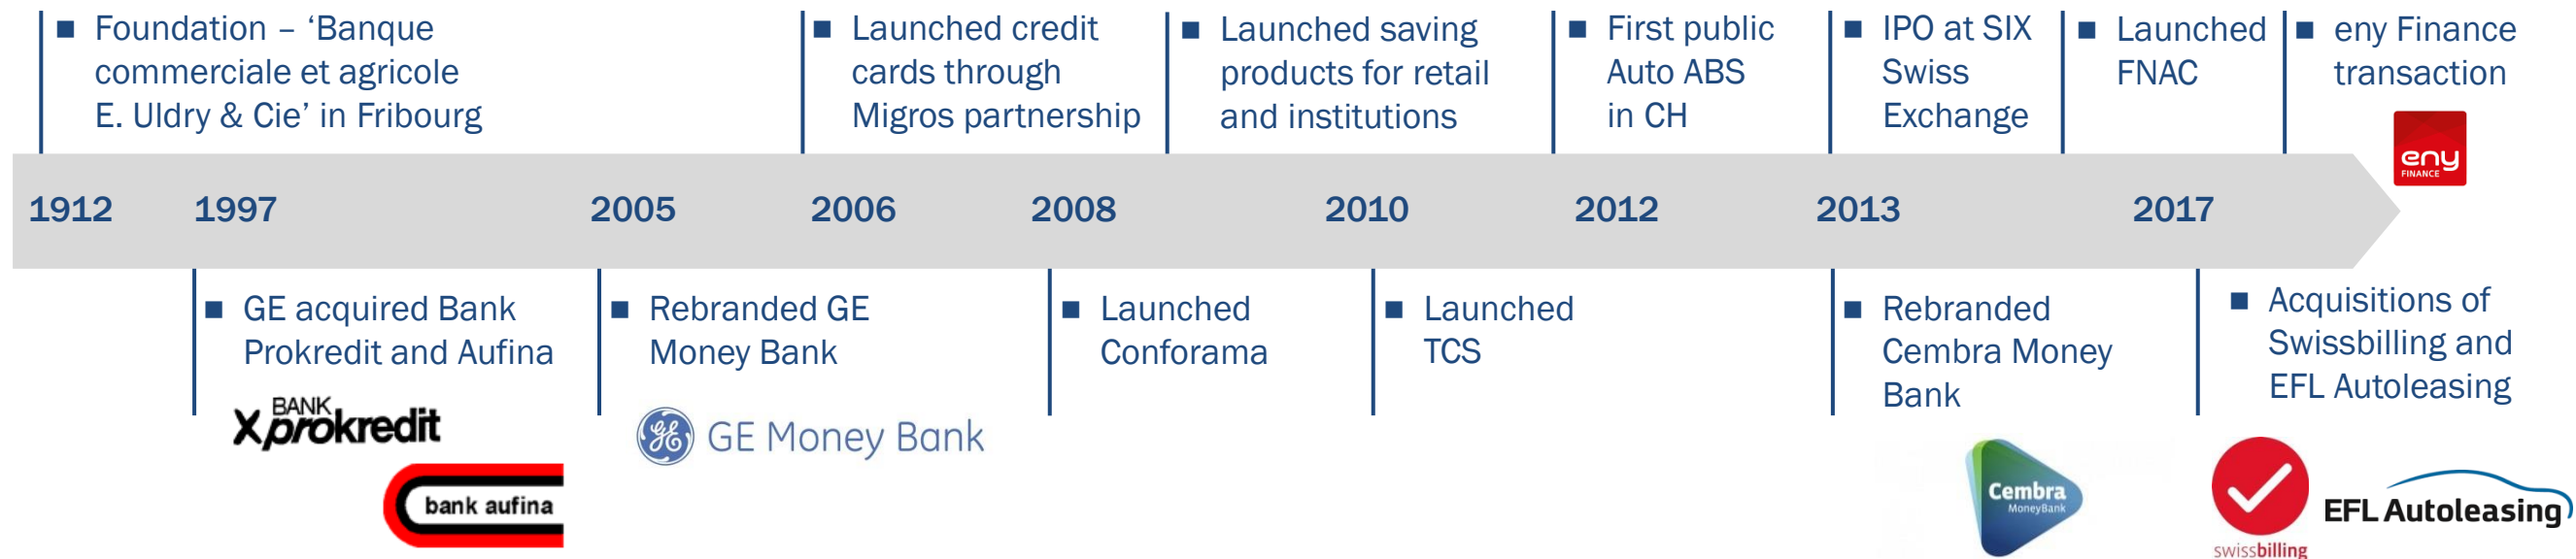 ■ Foundation – ‘Banque
commerciale et agricole
E. Uldry & Cie’ in Fribourg
■ Launched credit
cards through
Migros partnership
■ Launched saving
products for retail
and institutions
■ First public
Auto ABS
in CH
■ IPO at SIX
Swiss
Exchange
■ Launched
FNAC
■ eny Finance
transaction
eny
FINANCE
1912 1997 2005 2006 2008 2010 2012 2013 2017
■ GE acquired Bank
Prokredit and Aufina
BANK
Xprokredit
bank aufina
■ Rebranded GE
Money Bank
GE GE Money Bank
■ Launched
Conforama
■ Launched
TCS
■ Rebranded
Cembra Money
Bank
Cembra
MoneyBank
■ Acquisitions of
Swissbilling and
EFL Autoleasing
swissbilling
EFL Autoleasing